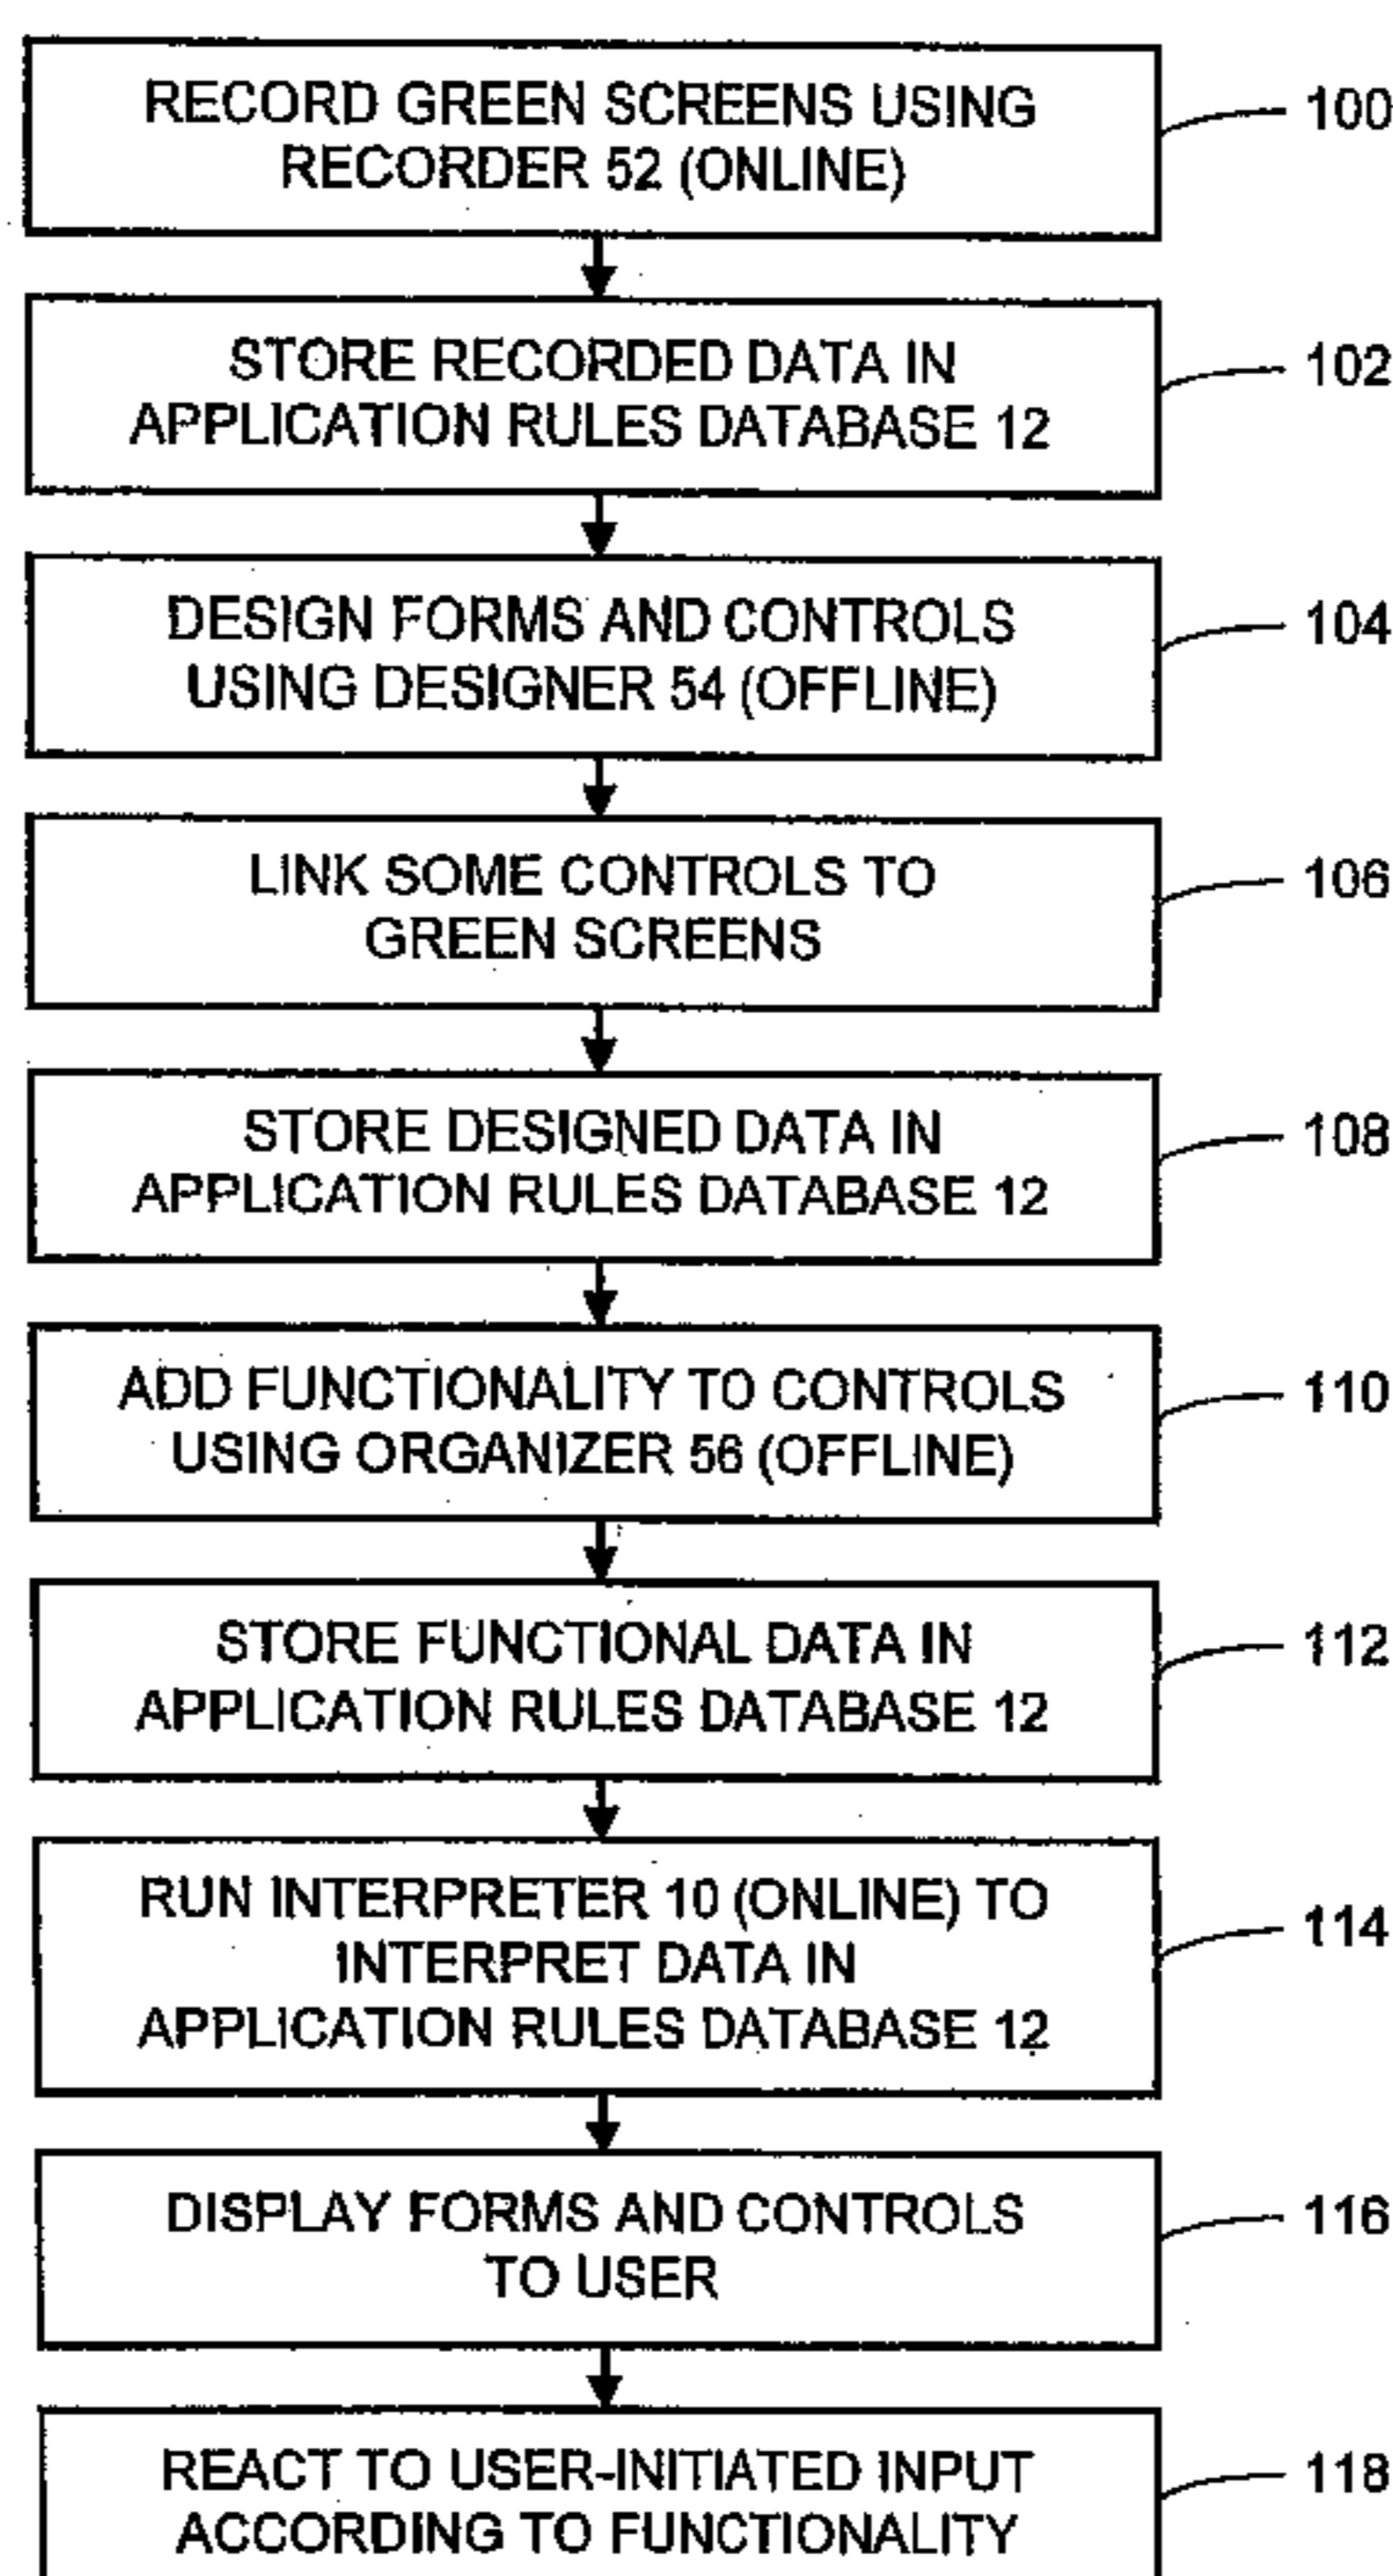 RECORD GREEN SCREENS USING
RECORDER 52 (ONLINE)
100
STORE RECORDED DATA IN
APPLICATION RULES DATABASE 12
102
DESIGN FORMS AND CONTROLS
USING DESIGNER 54 (OFFLINE)
104
LINK SOME CONTROLS TO
GREEN SCREENS
106
STORE DESIGNED DATA IN
APPLICATION RULES DATABASE 12
108
ADD FUNCTIONALITY TO CONTROLS
USING ORGANIZER 56 (OFFLINE)
110
STORE FUNCTIONAL DATA IN
APPLICATION RULES DATABASE 12
112
RUN INTERPRETER 10 (ONLINE) TO
INTERPRET DATA IN
APPLICATION RULES DATABASE 12
114
DISPLAY FORMS AND CONTROLS
TO USER
116
REACT TO USER-INITIATED INPUT
ACCORDING TO FUNCTIONALITY
118